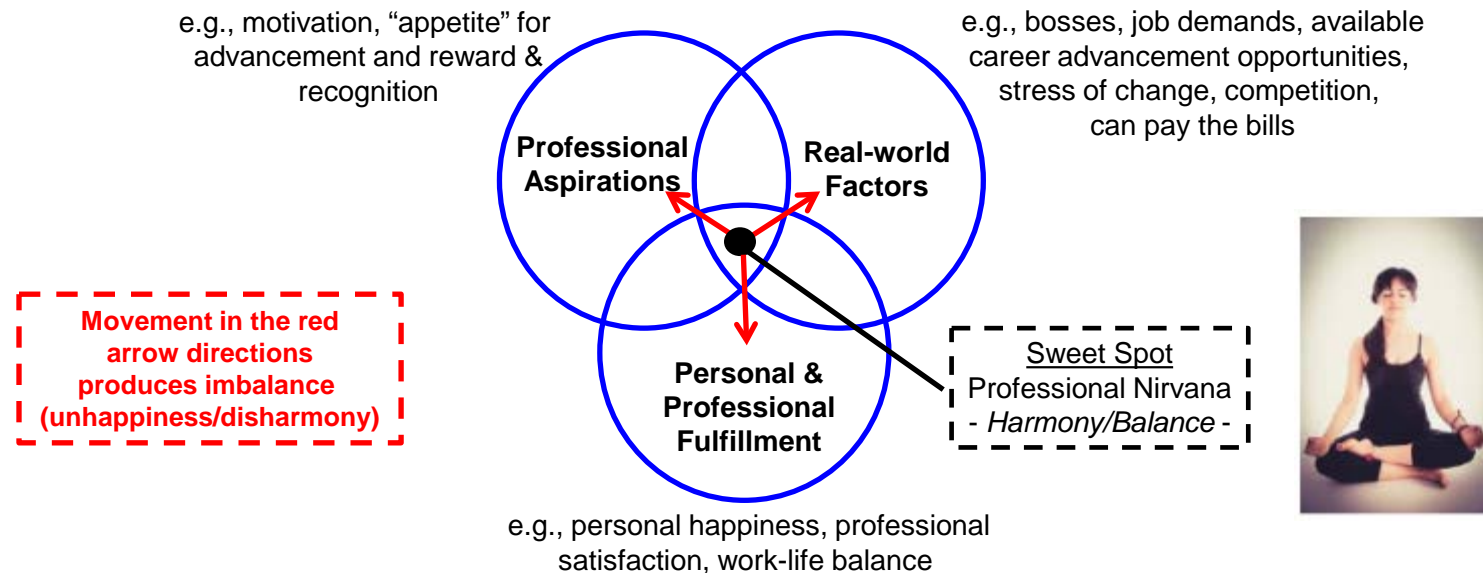 e.g., motivation, “appetite” for
advancement and reward &
recognition
e.g., bosses, job demands, available
career advancement opportunities,
stress of change, competition,
can pay the bills
Professional
Aspirations
Real-world
Factors
Movement in the red
arrow directions
produces imbalance
(unhappiness/disharmony)
Personal &
Professional
Fulfillment
Sweet Spot
Professional Nirvana
- Harmony/Balance -
e.g., personal happiness, professional
satisfaction, work-life balance